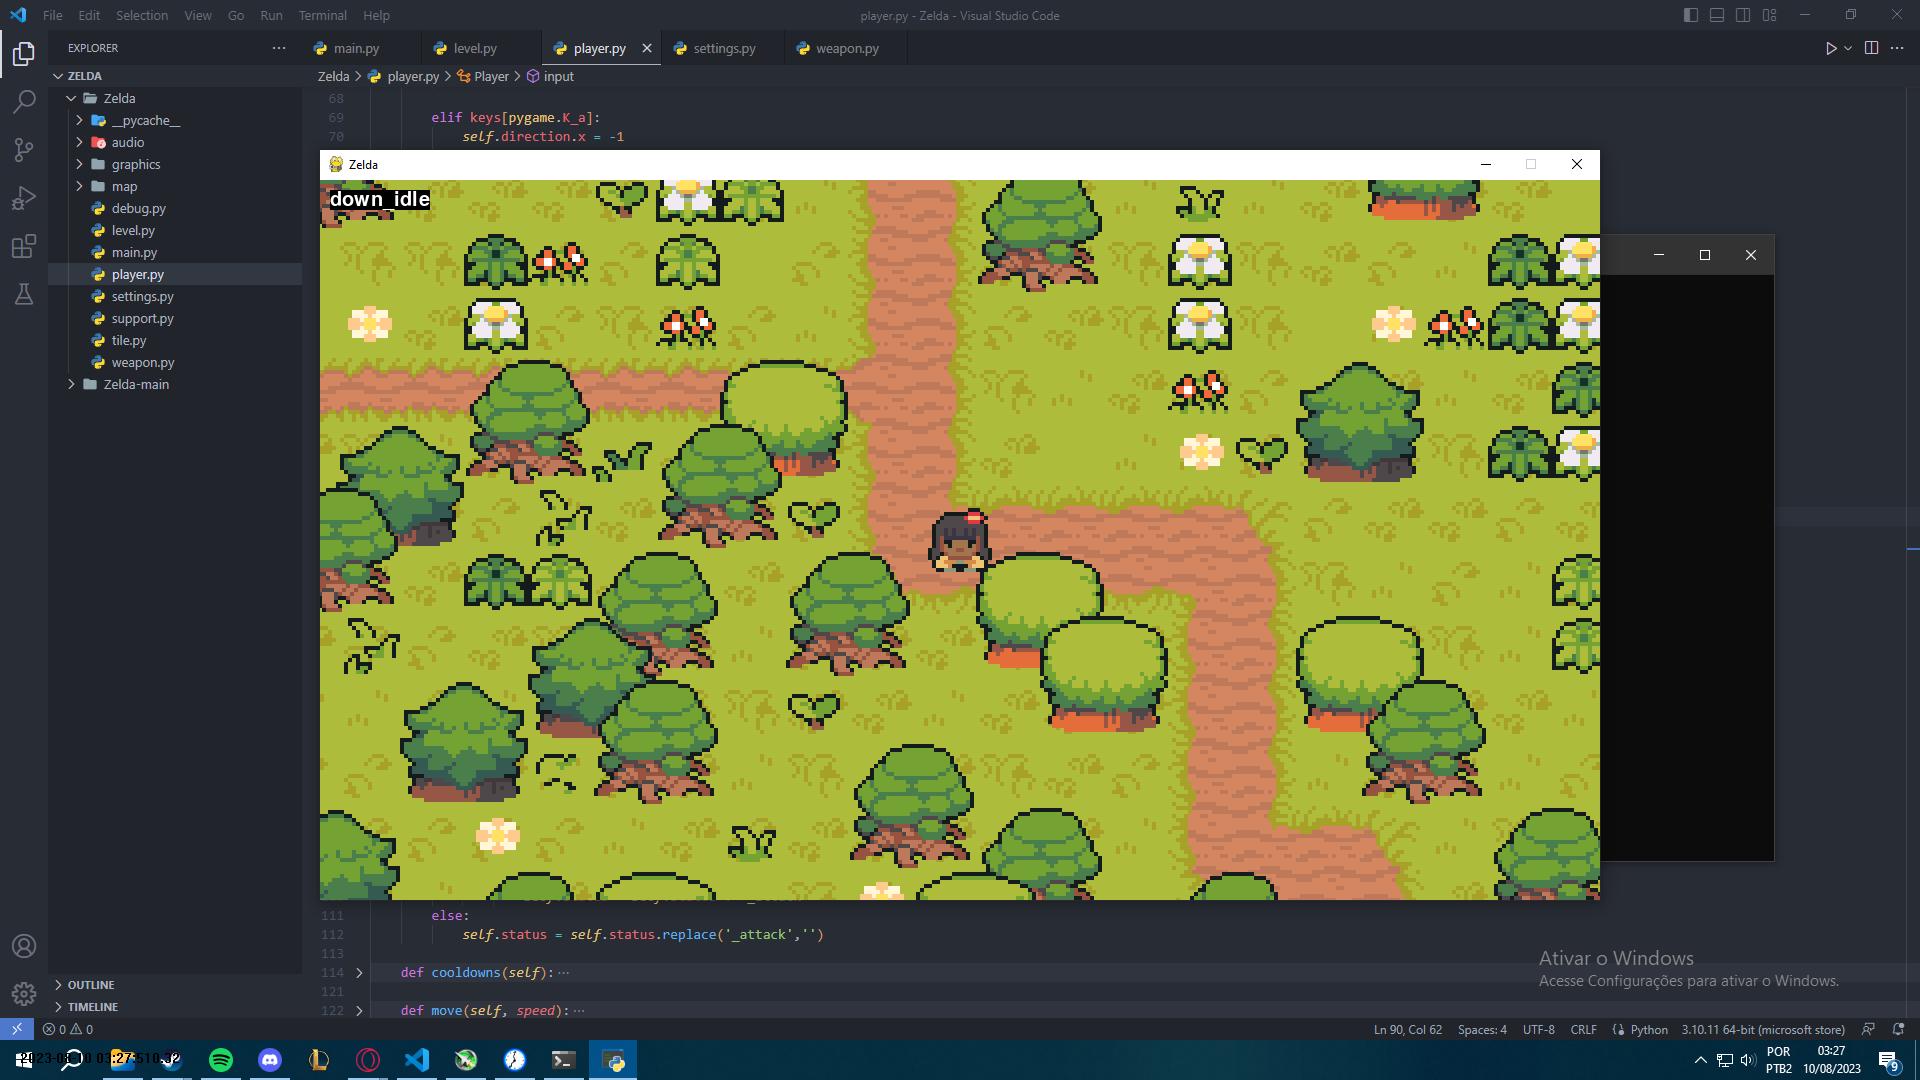 File Edit Selection View Go Run Terminal Help
player.py - Zelda - Visual Studio Code
EXPLORER
main.py
level.py
player.py
settings.py
weapon.py
ZELDA
Zelda > player.py > Player > input
Zelda
__pycache__
audio
graphics
map
debug.py
level.py
main.py
player.py
settings.py
support.py
tile.py
weapon.py
Zelda-main
68
69 elif keys[pygame.K_a]:
70 self.direction.x = -1
Zelda
down_idle
111 else:
112 self.status = self.status.replace('_attack','')
113
114 def cooldowns(self): ...
121
122 def move(self, speed): ...
OUTLINE
TIMELINE
Ativar o Windows
Acesse Configurações para ativar o Windows.
0 0
Ln 90, Col 62 Spaces: 4 UTF-8 CRLF Python 3.10.11 64-bit (microsoft store)
POR
PTB2
03:27
10/08/2023
9